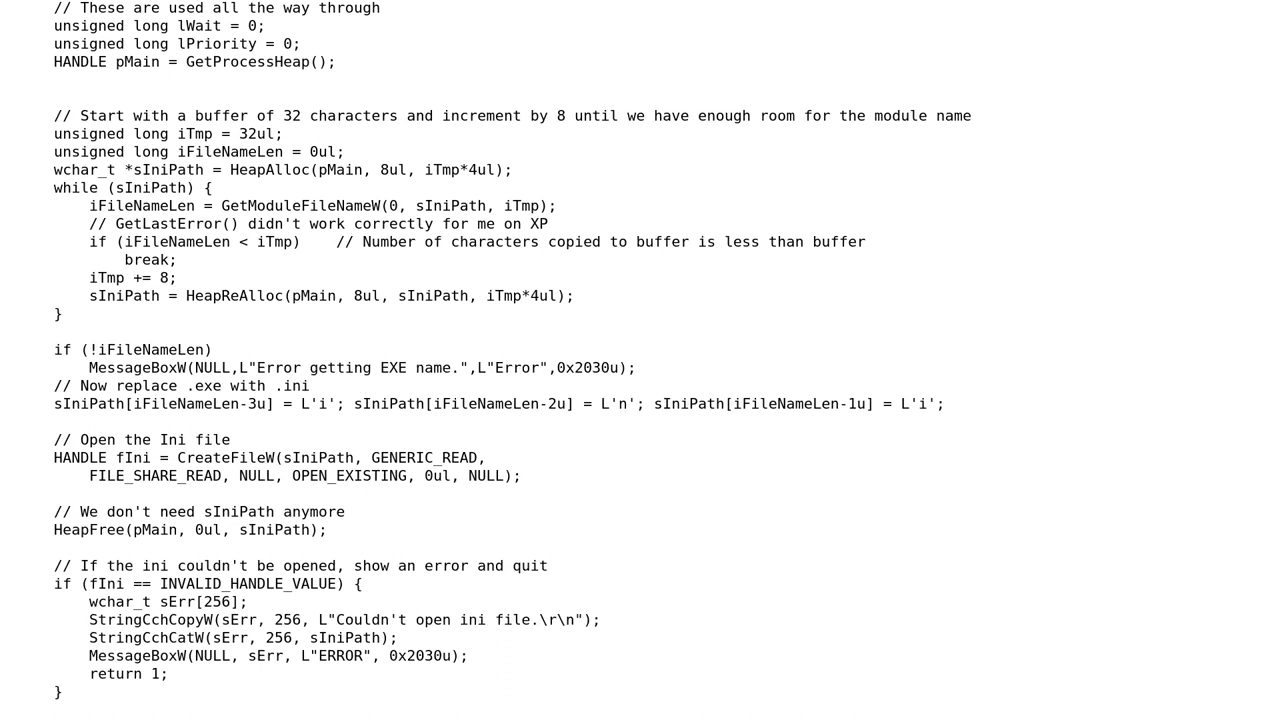 // These are used all the way through
unsigned long lWait = 0;
unsigned long lPriority = 0;
HANDLE pMain = GetProcessHeap();
// Start with a buffer of 32 characters and increment by 8 until we have enough room for the module name
unsigned long iTmp = 32ul;
unsigned long iFileNameLen = 0ul;
wchar_t *sIniPath = HeapAlloc(pMain, 8ul, iTmp*4ul);
while (sIniPath) {
    iFileNameLen = GetModuleFileNameW(0, sIniPath, iTmp);
    // GetLastError() didn't work correctly for me on XP
    if (iFileNameLen < iTmp)    // Number of characters copied to buffer is less than buffer
        break;
    iTmp += 8;
    sIniPath = HeapReAlloc(pMain, 8ul, sIniPath, iTmp*4ul);
}
if (!iFileNameLen)
    MessageBoxW(NULL,L"Error getting EXE name.",L"Error",0x2030u);
// Now replace .exe with .ini
sIniPath[iFileNameLen-3u] = L'i'; sIniPath[iFileNameLen-2u] = L'n'; sIniPath[iFileNameLen-1u] = L'i';
// Open the Ini file
HANDLE fIni = CreateFileW(sIniPath, GENERIC_READ,
    FILE_SHARE_READ, NULL, OPEN_EXISTING, 0ul, NULL);
// We don't need sIniPath anymore
HeapFree(pMain, 0ul, sIniPath);
// If the ini couldn't be opened, show an error and quit
if (fIni == INVALID_HANDLE_VALUE) {
    wchar_t sErr[256];
    StringCchCopyW(sErr, 256, L"Couldn't open ini file.\r\n");
    StringCchCatW(sErr, 256, sIniPath);
    MessageBoxW(NULL, sErr, L"ERROR", 0x2030u);
    return 1;
}